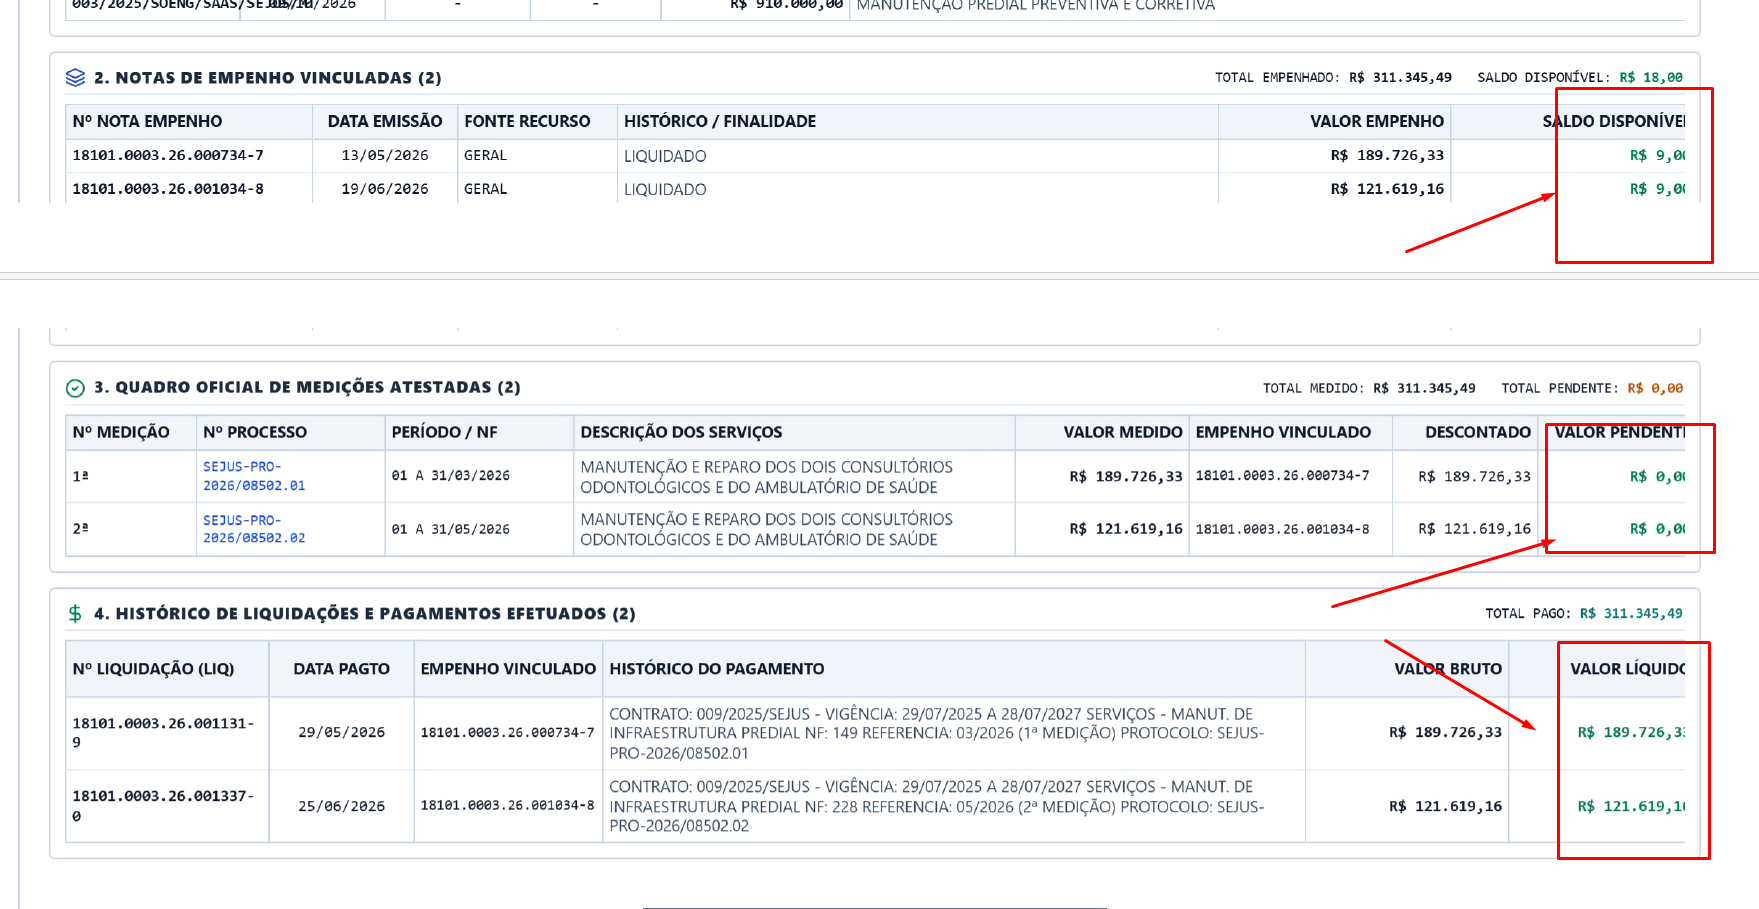 R$ 910.000,00 MANUTENÇÃO PREDIAL PREVENTIVA E CORRETIVA
2. NOTAS DE EMPENHO VINCULADAS (2) TOTAL EMPENHADO: R$ 311.345,49 SALDO DISPONÍVEL: R$ 18,00
Nº NOTA EMPENHO DATA EMISSÃO FONTE RECURSO HISTÓRICO / FINALIDADE VALOR EMPENHO SALDO DISPONÍVEL
18101.0003.26.000734-7 13/05/2026 GERAL LIQUIDADO R$ 189.726,33 R$ 9,00
18101.0003.26.001034-8 19/06/2026 GERAL LIQUIDADO R$ 121.619,16 R$ 9,00
3. QUADRO OFICIAL DE MEDIÇÕES ATESTADAS (2) TOTAL MEDIDO: R$ 311.345,49 TOTAL PENDENTE: R$ 0,00
Nº MEDIÇÃO Nº PROCESSO PERÍODO / NF DESCRIÇÃO DOS SERVIÇOS VALOR MEDIDO EMPENHO VINCULADO DESCONTADO VALOR PENDENTE
1ª SEJUS-PRO-2026/08502.01 01 A 31/03/2026 MANUTENÇÃO E REPARO DOS DOIS CONSULTÓRIOS
ODONTOLÓGICOS E DO AMBULATÓRIO DE SAÚDE R$ 189.726,33 18101.0003.26.000734-7 R$ 189.726,33 R$ 0,00
2ª SEJUS-PRO-2026/08502.02 01 A 31/05/2026 MANUTENÇÃO E REPARO DOS DOIS CONSULTÓRIOS
ODONTOLÓGICOS E DO AMBULATÓRIO DE SAÚDE R$ 121.619,16 18101.0003.26.001034-8 R$ 121.619,16 R$ 0,00
4. HISTÓRICO DE LIQUIDAÇÕES E PAGAMENTOS EFETUADOS (2) TOTAL PAGO: R$ 311.345,49
Nº LIQUIDAÇÃO (LIQ) DATA PAGTO EMPENHO VINCULADO HISTÓRICO DO PAGAMENTO VALOR BRUTO VALOR LÍQUIDO
18101.0003.26.001131-9 29/05/2026 18101.0003.26.000734-7 CONTRATO: 009/2025/SEJUS - VIGÊNCIA: 29/07/2025 A 28/07/2027 SERVIÇOS - MANUT. DE
INFRAESTRUTURA PREDIAL NF: 149 REFERENCIA: 03/2026 (1ª MEDIÇÃO) PROTOCOLO: SEJUS-
PRO-2026/08502.01 R$ 189.726,33 R$ 189.726,33
18101.0003.26.001337-0 25/06/2026 18101.0003.26.001034-8 CONTRATO: 009/2025/SEJUS - VIGÊNCIA: 29/07/2025 A 28/07/2027 SERVIÇOS - MANUT. DE
INFRAESTRUTURA PREDIAL NF: 228 REFERENCIA: 05/2026 (2ª MEDIÇÃO) PROTOCOLO: SEJUS-
PRO-2026/08502.02 R$ 121.619,16 R$ 121.619,16